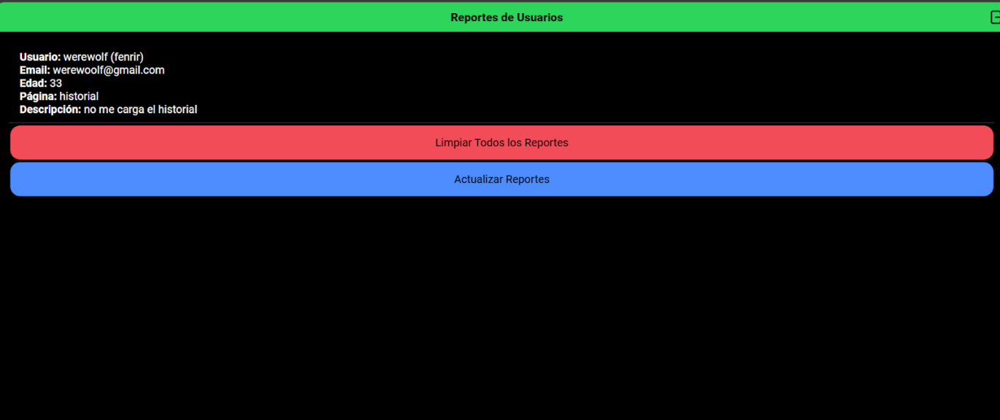 Reportes de Usuarios
Usuario: werewolf (fenrir)
Email: werewoolf@gmail.com
Edad: 33
Página: historial
Descripción: no me carga el historial
Limpiar Todos los Reportes
Actualizar Reportes